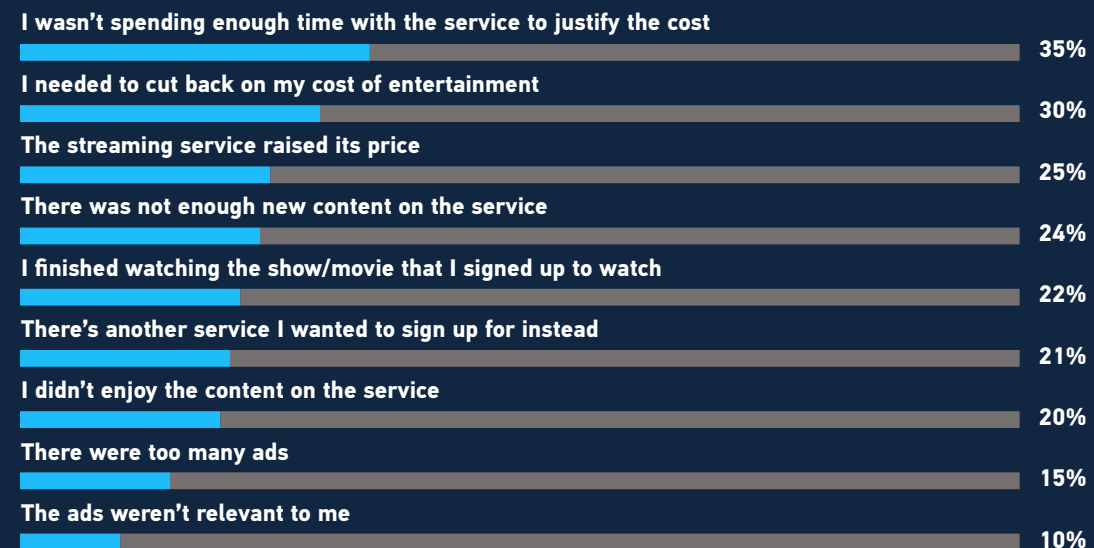 I wasn’t spending enough time with the service to justify the cost
35%
I needed to cut back on my cost of entertainment
30%
The streaming service raised its price
25%
There was not enough new content on the service
24%
I finished watching the show/movie that I signed up to watch
22%
There’s another service I wanted to sign up for instead
21%
I didn’t enjoy the content on the service
20%
There were too many ads
15%
The ads weren’t relevant to me
10%